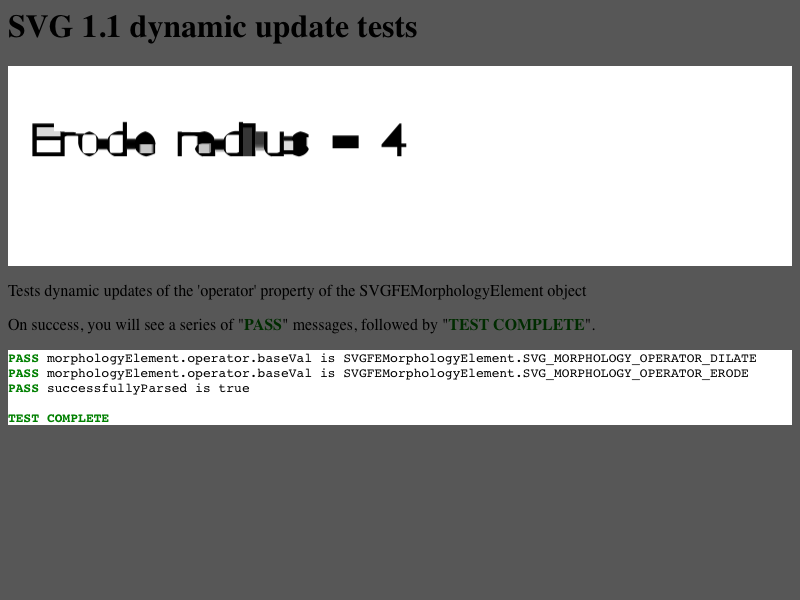 SVG 1.1 dynamic update tests
Erode radius = 4
Tests dynamic updates of the 'operator' property of the SVGFEMorphologyElement object
On success, you will see a series of "PASS" messages, followed by "TEST COMPLETE".
PASS morphologyElement.operator.baseVal is SVGFEMorphologyElement.SVG_MORPHOLOGY_OPERATOR_DILATE
PASS morphologyElement.operator.baseVal is SVGFEMorphologyElement.SVG_MORPHOLOGY_OPERATOR_ERODE
PASS successfullyParsed is true
TEST COMPLETE